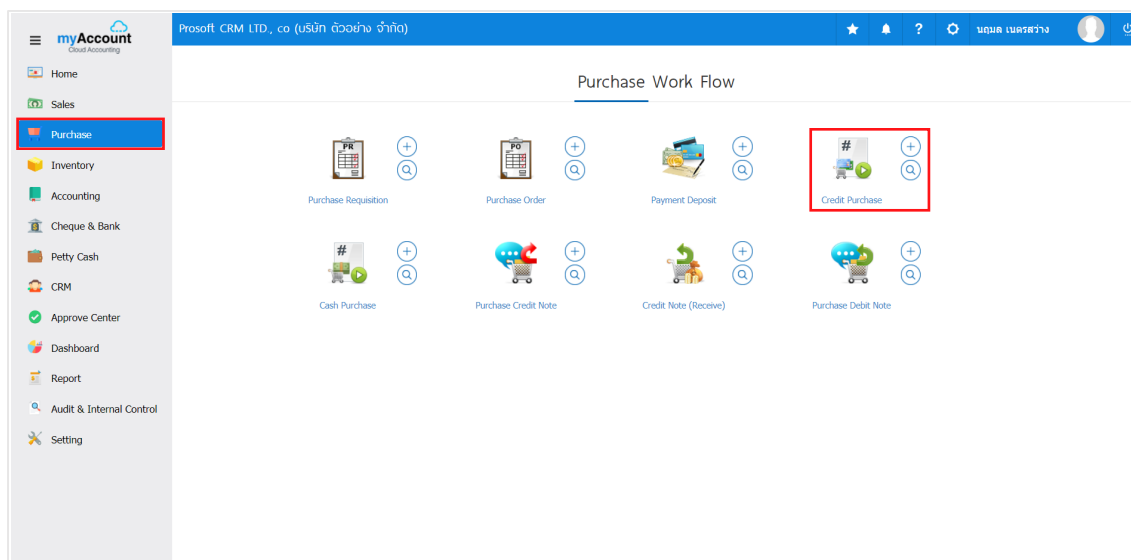 myAccount
Cloud Accounting
Prosoft CRM LTD., co (บริษัท ตัวอย่าง จำกัด)
?
นฤมล เนตรสว่าง
Home
Sales
Purchase
Inventory
Accounting
Cheque & Bank
Petty Cash
CRM
Approve Center
Dashboard
Report
Audit & Internal Control
Setting
Purchase Work Flow
PR
Purchase Requisition
PO
Purchase Order
Payment Deposit
#
Credit Purchase
#
Cash Purchase
Purchase Credit Note
Credit Note (Receive)
Purchase Debit Note